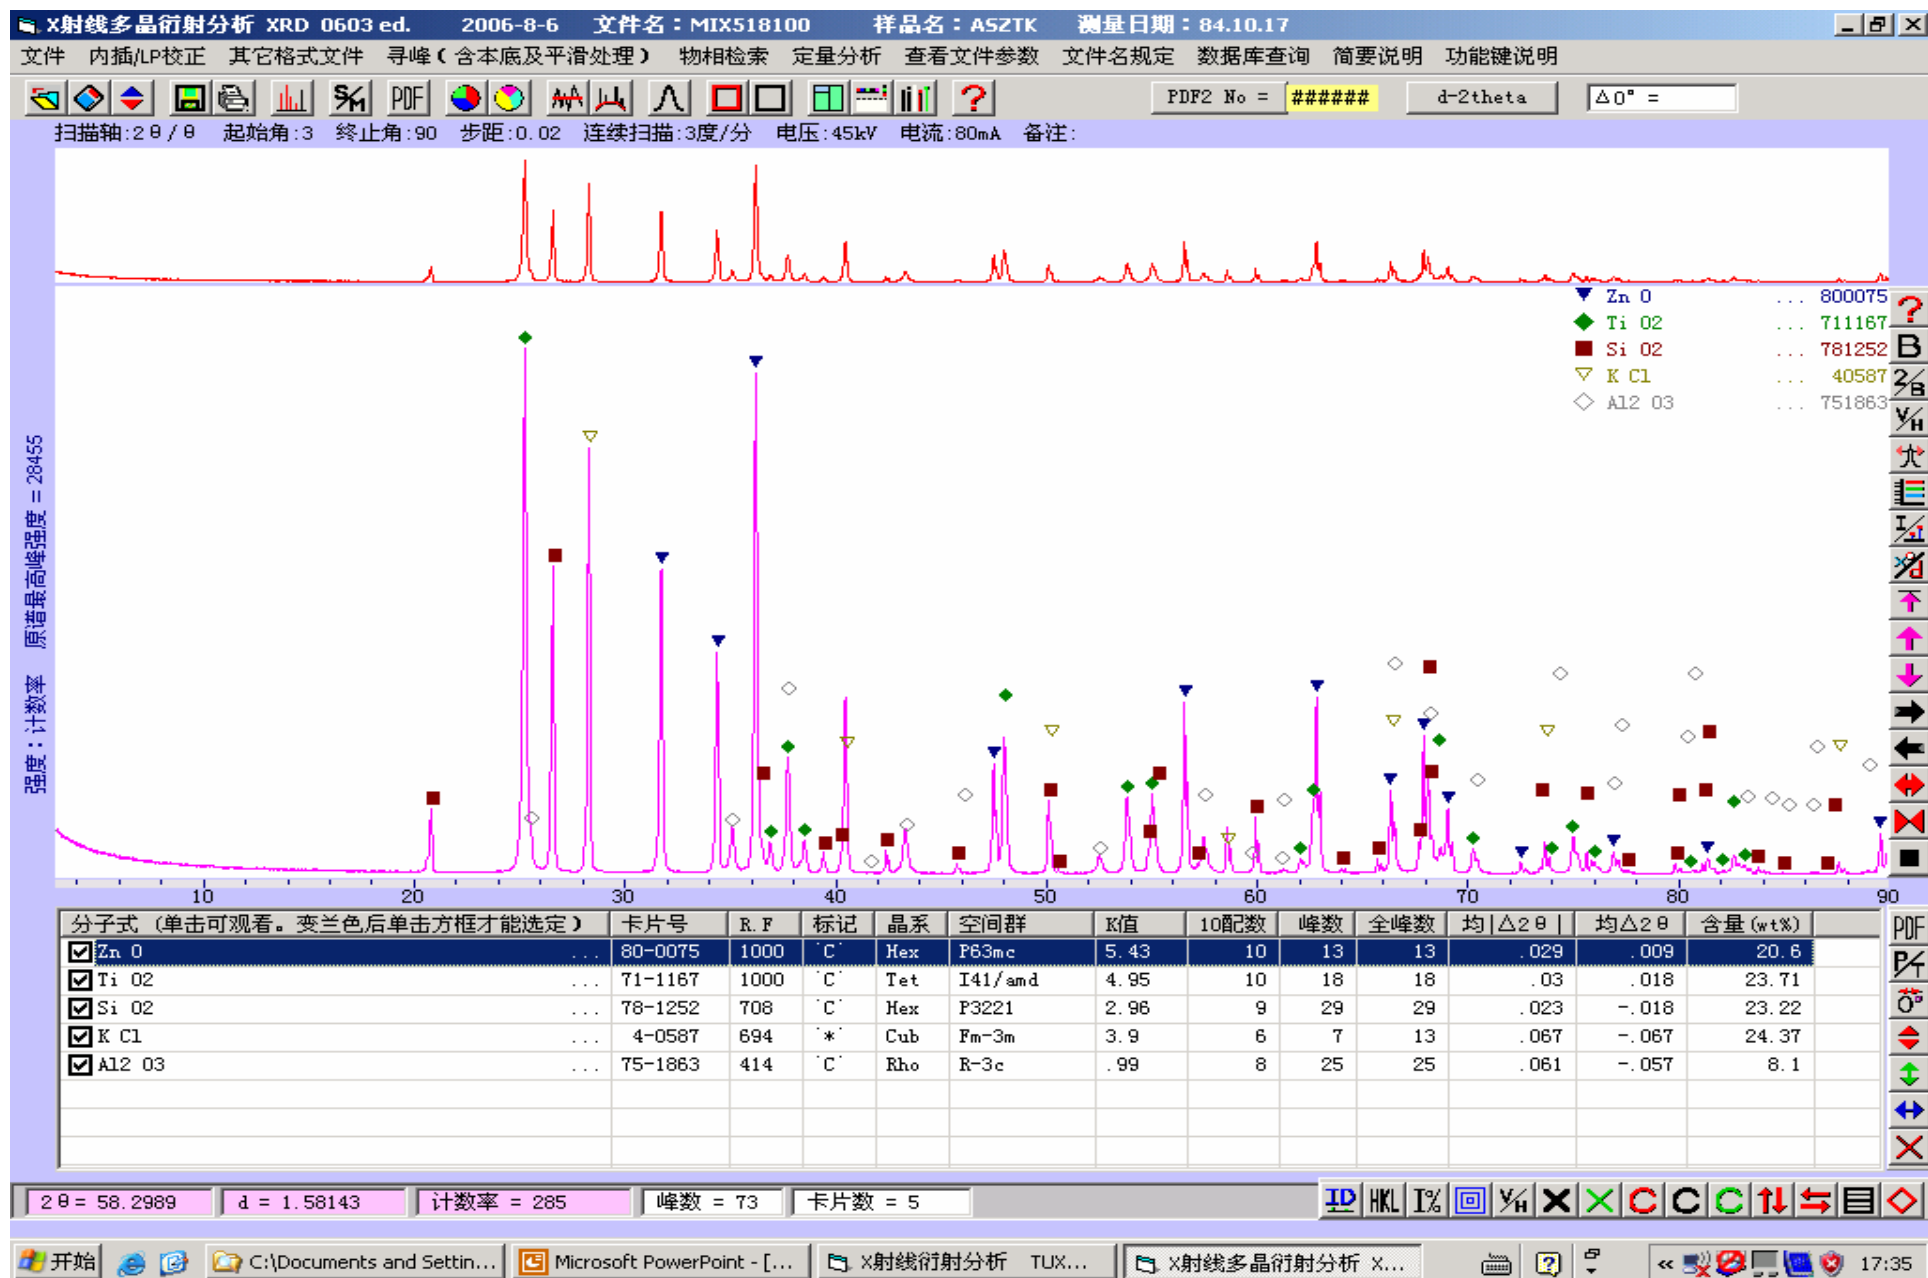 X射线多晶衍射分析 XRD 0603 ed. 2006-8-6 文件名：MIX518100 样品名：ASZTK 测量日期：84.10.17
文件 内插/LP校正 其它格式文件 寻峰(含本底及平滑处理) 物相检索 定量分析 查看文件参数 文件名规定 数据库查询 简要说明 功能键说明
S/M PDF ? PDF2 No = ###### d-2theta △0° =
扫描轴:2θ/θ 起始角:3 终止角:90 步距:0.02 连续扫描:3度/分 电压:45kV 电流:80mA 备注:
Zn O ... 800075
Ti O2 ... 711167
Si O2 ... 781252
K Cl ... 40587
Al2 O3 ... 751863
?
B
2/B
V/H
强度:计数率 原谱最高峰强度 = 28455
10 20 30 40 50 60 70 80 90
分子式 (单击可观看。变兰色后单击方框才能选定) 卡片号 R.F 标记 晶系 空间群 K值 10配数 峰数 全峰数 均|△2θ| 均△2θ 含量(wt%)
Zn O ... 80-0075 1000 'C' Hex P63mc 5.43 10 13 13 .029 .009 20.6
Ti O2 ... 71-1167 1000 'C' Tet I41/amd 4.95 10 18 18 .03 .018 23.71
Si O2 ... 78-1252 708 'C' Hex P3221 2.96 9 29 29 .023 -.018 23.22
K Cl ... 4-0587 694 '*' Cub Fm-3m 3.9 6 7 13 .067 -.067 24.37
Al2 O3 ... 75-1863 414 'C' Rho R-3c .99 8 25 25 .061 -.057 8.1
PDF
P/T
2θ= 58.2989 d = 1.58143 计数率 = 285 峰数 = 73 卡片数 = 5 ID HKL I% V/H
开始 C:\Documents and Settin... Microsoft PowerPoint - [... X射线衍射分析 TUX... X射线多晶衍射分析 X... 17:35